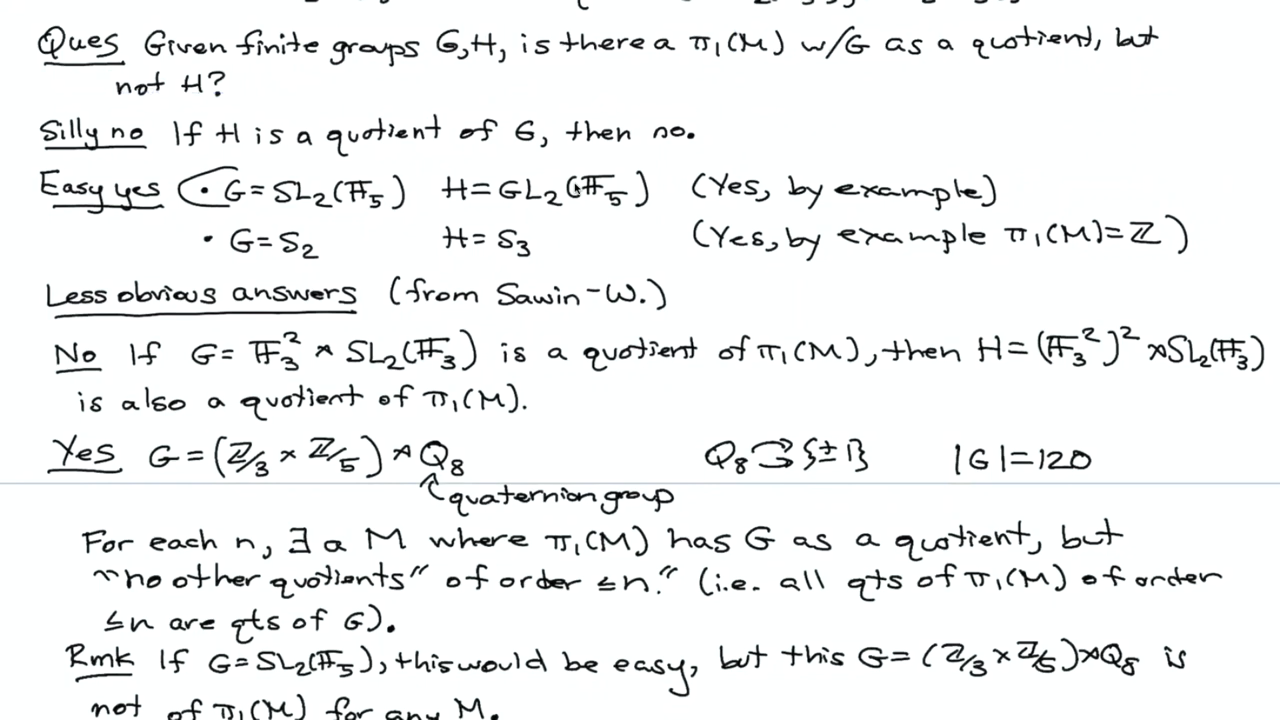 Ques Given finite groups G,H, is there a π₁(M) w/G as a quotient, but
not H?
Silly no If H is a quotient of G, then no.
Easy yes • G=SL₂(𝔽₅) H=GL₂(𝔽₅) (Yes, by example)
• G=S₂ H=S₃ (Yes, by example π₁(M)=ℤ)
Less obvious answers (from Sawin-W.)
No If G=𝔽₃²⋊SL₂(𝔽₃) is a quotient of π₁(M), then H=(𝔽₃²)²⋊SL₂(𝔽₃)
is also a quotient of π₁(M).
Yes G=(ℤ/3×ℤ/5)⋊Q₈ Q₈ {±1} |G|=120
quaternion group
For each n, ∃ a M where π₁(M) has G as a quotient, but
"no other quotients" of order ≤n." (i.e. all qts of π₁(M) of order
≤n are qts of G).
Rmk If G=SL₂(𝔽₅), this would be easy, but this G=(ℤ/3×ℤ/5)⋊Q₈ is
not of π₁(M) for any M.